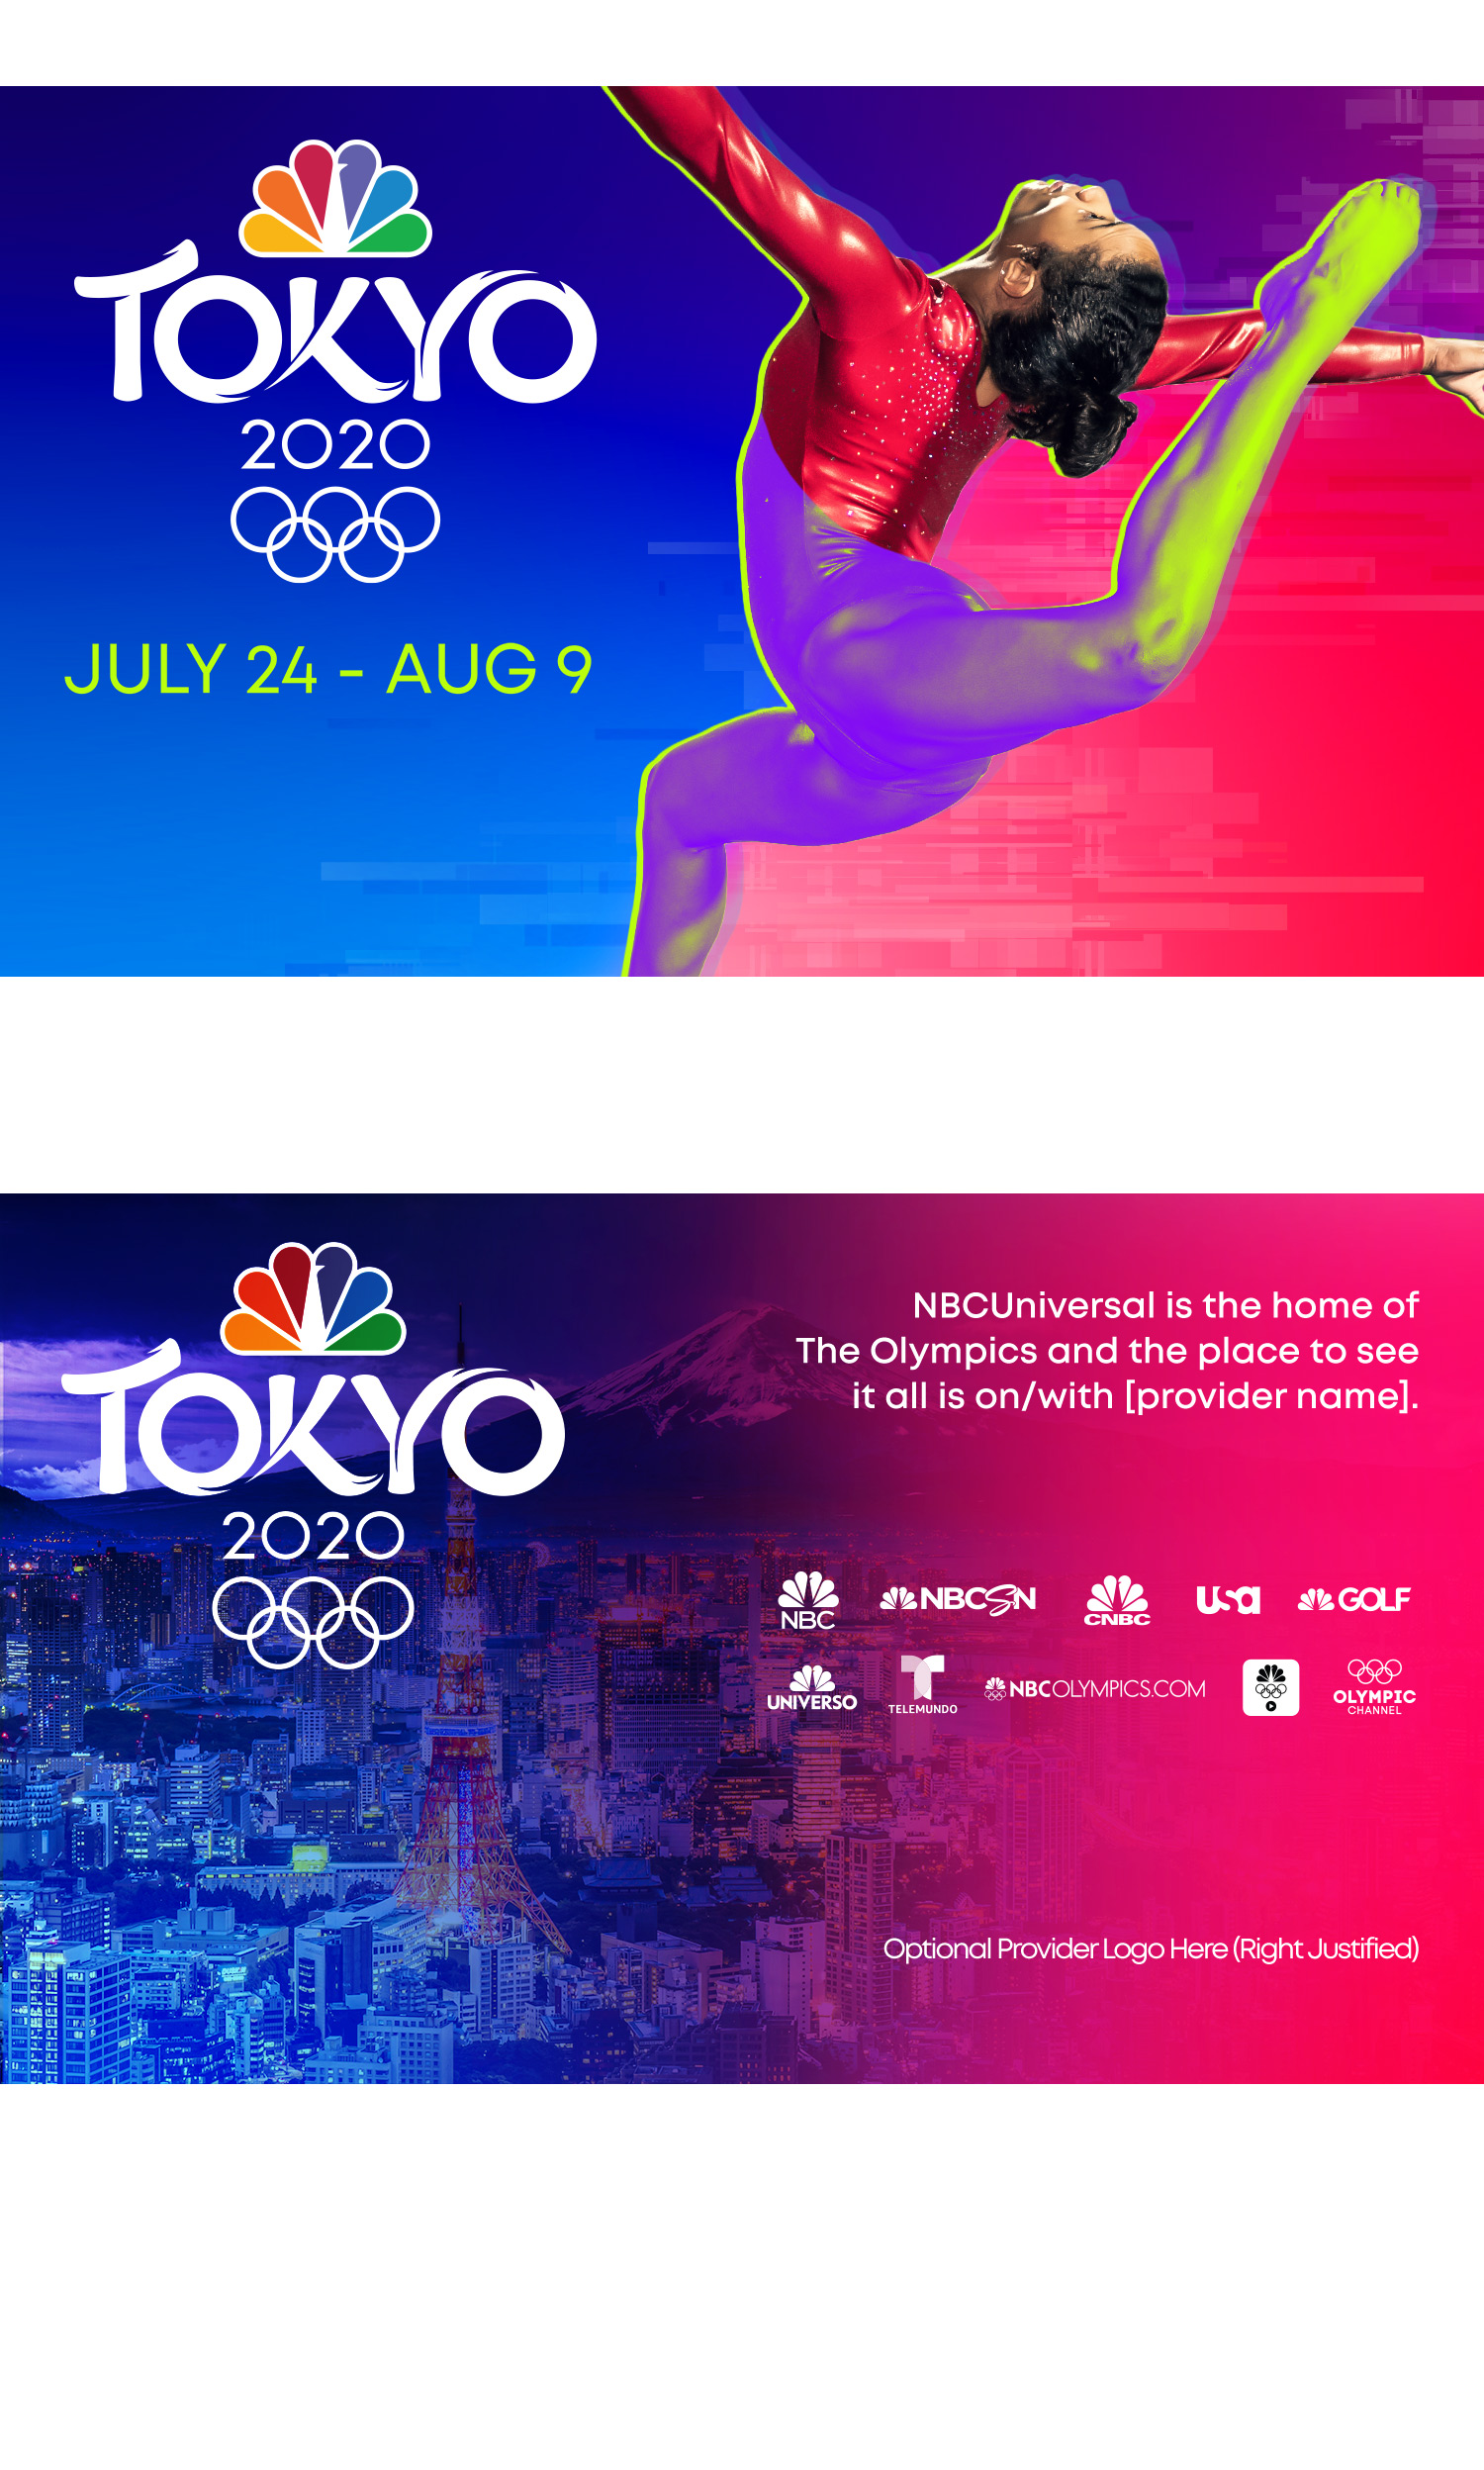 TOKYO
2020
JULY 24 - AUG 9
TOKYO
2020
NBCUniversal is the home of
The Olympics and the place to see
it all is on/with [provider name].
NBC NBCSN CNBC USA GOLF
UNIVERSO TELEMUNDO NBCOLYMPICS.COM OLYMPIC CHANNEL
Optional Provider Logo Here (Right Justified)